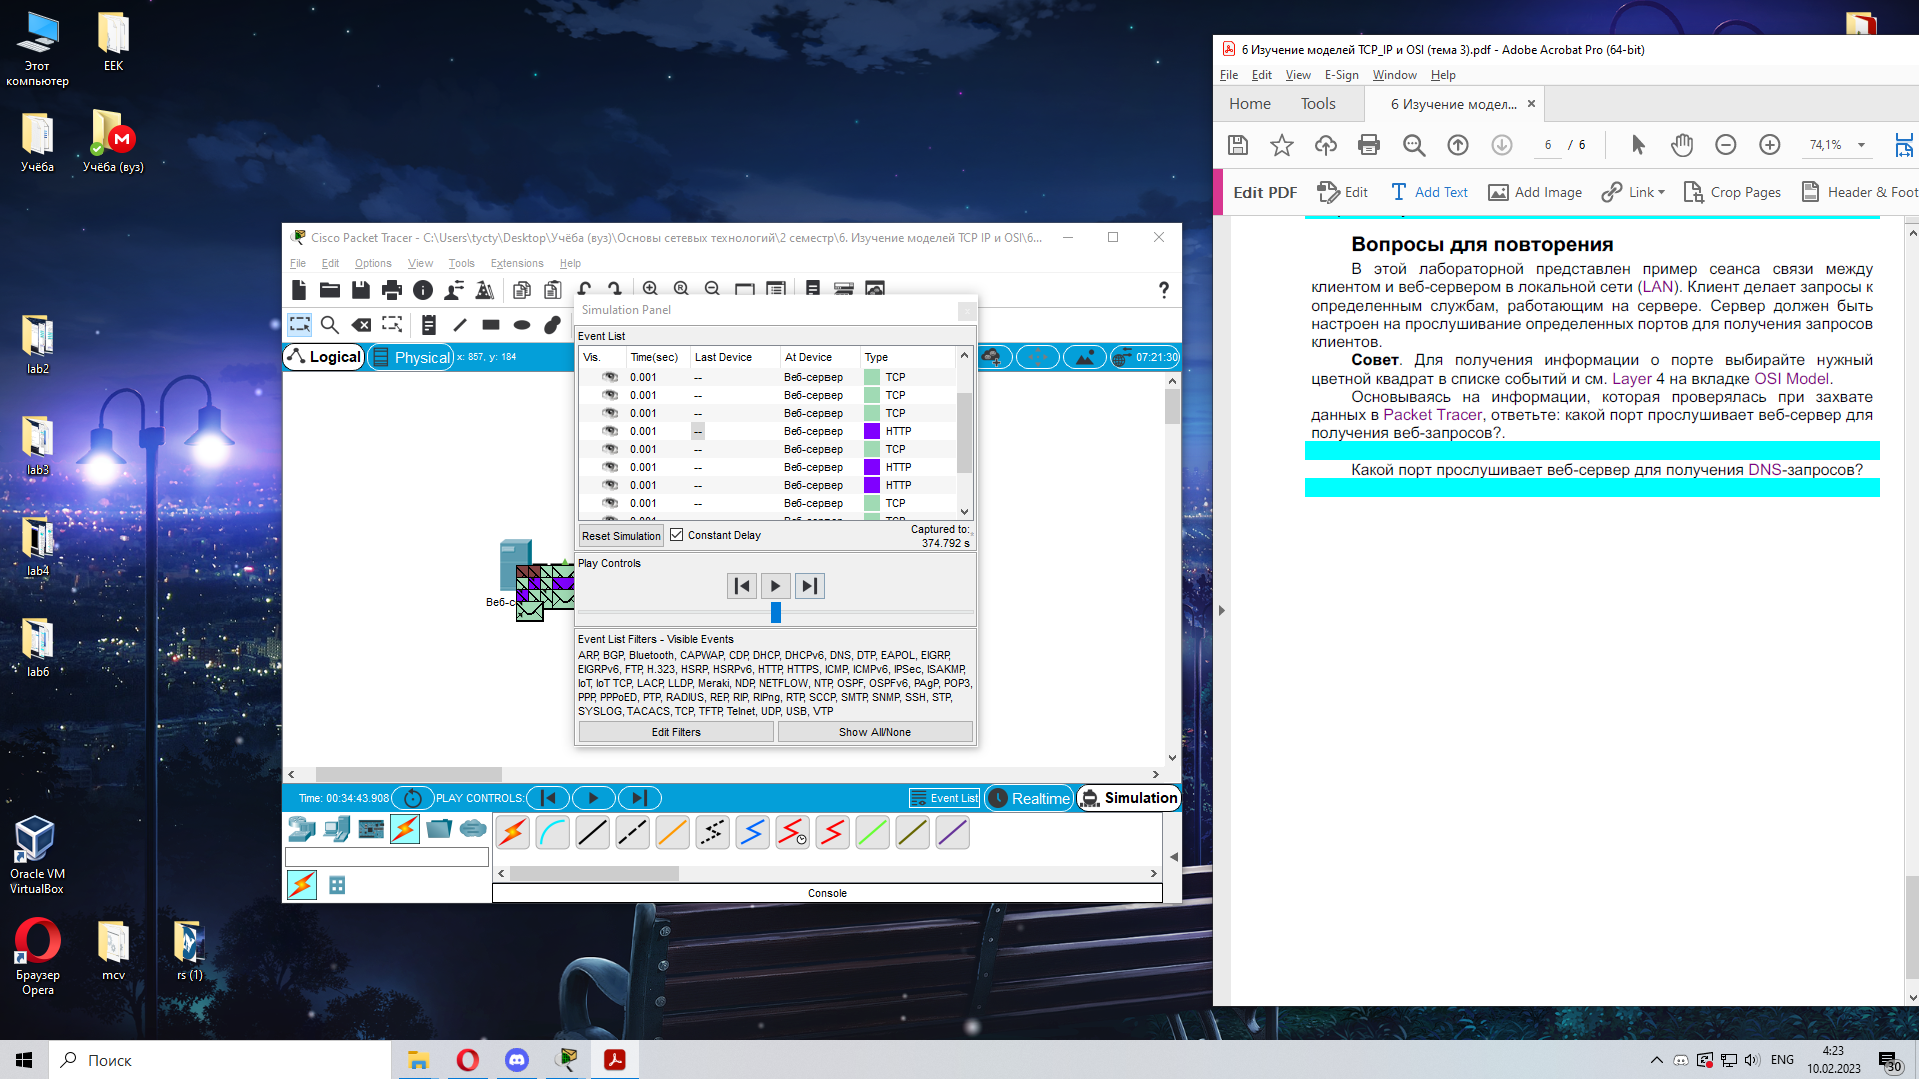 Этот
компьютер
EEK
Учёба
Учёба (вуз)
lab2
lab3
lab4
lab6
Oracle VM
VirtualBox
Браузер
Opera
mcv
rs (1)
Cisco Packet Tracer - C:\Users\tycty\Desktop\Учёба (вуз)\Основы сетевых технологий\2 семестр\6. Изучение моделей TCP IP и OSI\6...
File Edit Options View Tools Extensions Help
Logical
Physical
x: 857, y: 184
07:21:30
Simulation Panel
Event List
Vis. Time(sec) Last Device At Device Type
0.001 -- Веб-сервер TCP
0.001 -- Веб-сервер TCP
0.001 -- Веб-сервер TCP
0.001 -- Веб-сервер HTTP
0.001 -- Веб-сервер TCP
0.001 -- Веб-сервер HTTP
0.001 -- Веб-сервер HTTP
0.001 -- Веб-сервер TCP
Reset Simulation
Constant Delay
Captured to:
374.792 s
Play Controls
Event List Filters - Visible Events
ARP, BGP, Bluetooth, CAPWAP, CDP, DHCP, DHCPv6, DNS, DTP, EAPOL, EIGRP,
EIGRPv6, FTP, H.323, HSRP, HSRPv6, HTTP, HTTPS, ICMP, ICMPv6, IPSec, ISAKMP,
IoT, IoT TCP, LACP, LLDP, Meraki, NDP, NETFLOW, NTP, OSPF, OSPFv6, PAgP, POP3,
PPP, PPPoED, PTP, RADIUS, REP, RIP, RIPng, RTP, SCCP, SMTP, SNMP, SSH, STP,
SYSLOG, TACACS, TCP, TFTP, Telnet, UDP, USB, VTP
Edit Filters
Show All/None
Time: 00:34:43.908
PLAY CONTROLS:
Event List
Realtime
Simulation
Console
6 Изучение моделей TCP_IP и OSI (тема 3).pdf - Adobe Acrobat Pro (64-bit)
File Edit View E-Sign Window Help
Home Tools 6 Изучение модел...
6 / 6
74,1%
Edit PDF Edit Add Text Add Image Link Crop Pages Header & Foot
Вопросы для повторения
В этой лабораторной представлен пример сеанса связи между
клиентом и веб-сервером в локальной сети (LAN). Клиент делает запросы к
определенным службам, работающим на сервере. Сервер должен быть
настроен на прослушивание определенных портов для получения запросов
клиентов.
Совет. Для получения информации о порте выбирайте нужный
цветной квадрат в списке событий и см. Layer 4 на вкладке OSI Model.
Основываясь на информации, которая проверялась при захвате
данных в Packet Tracer, ответьте: какой порт прослушивает веб-сервер для
получения веб-запросов?.
Какой порт прослушивает веб-сервер для получения DNS-запросов?
Поиск
ENG
4:23
10.02.2023
30